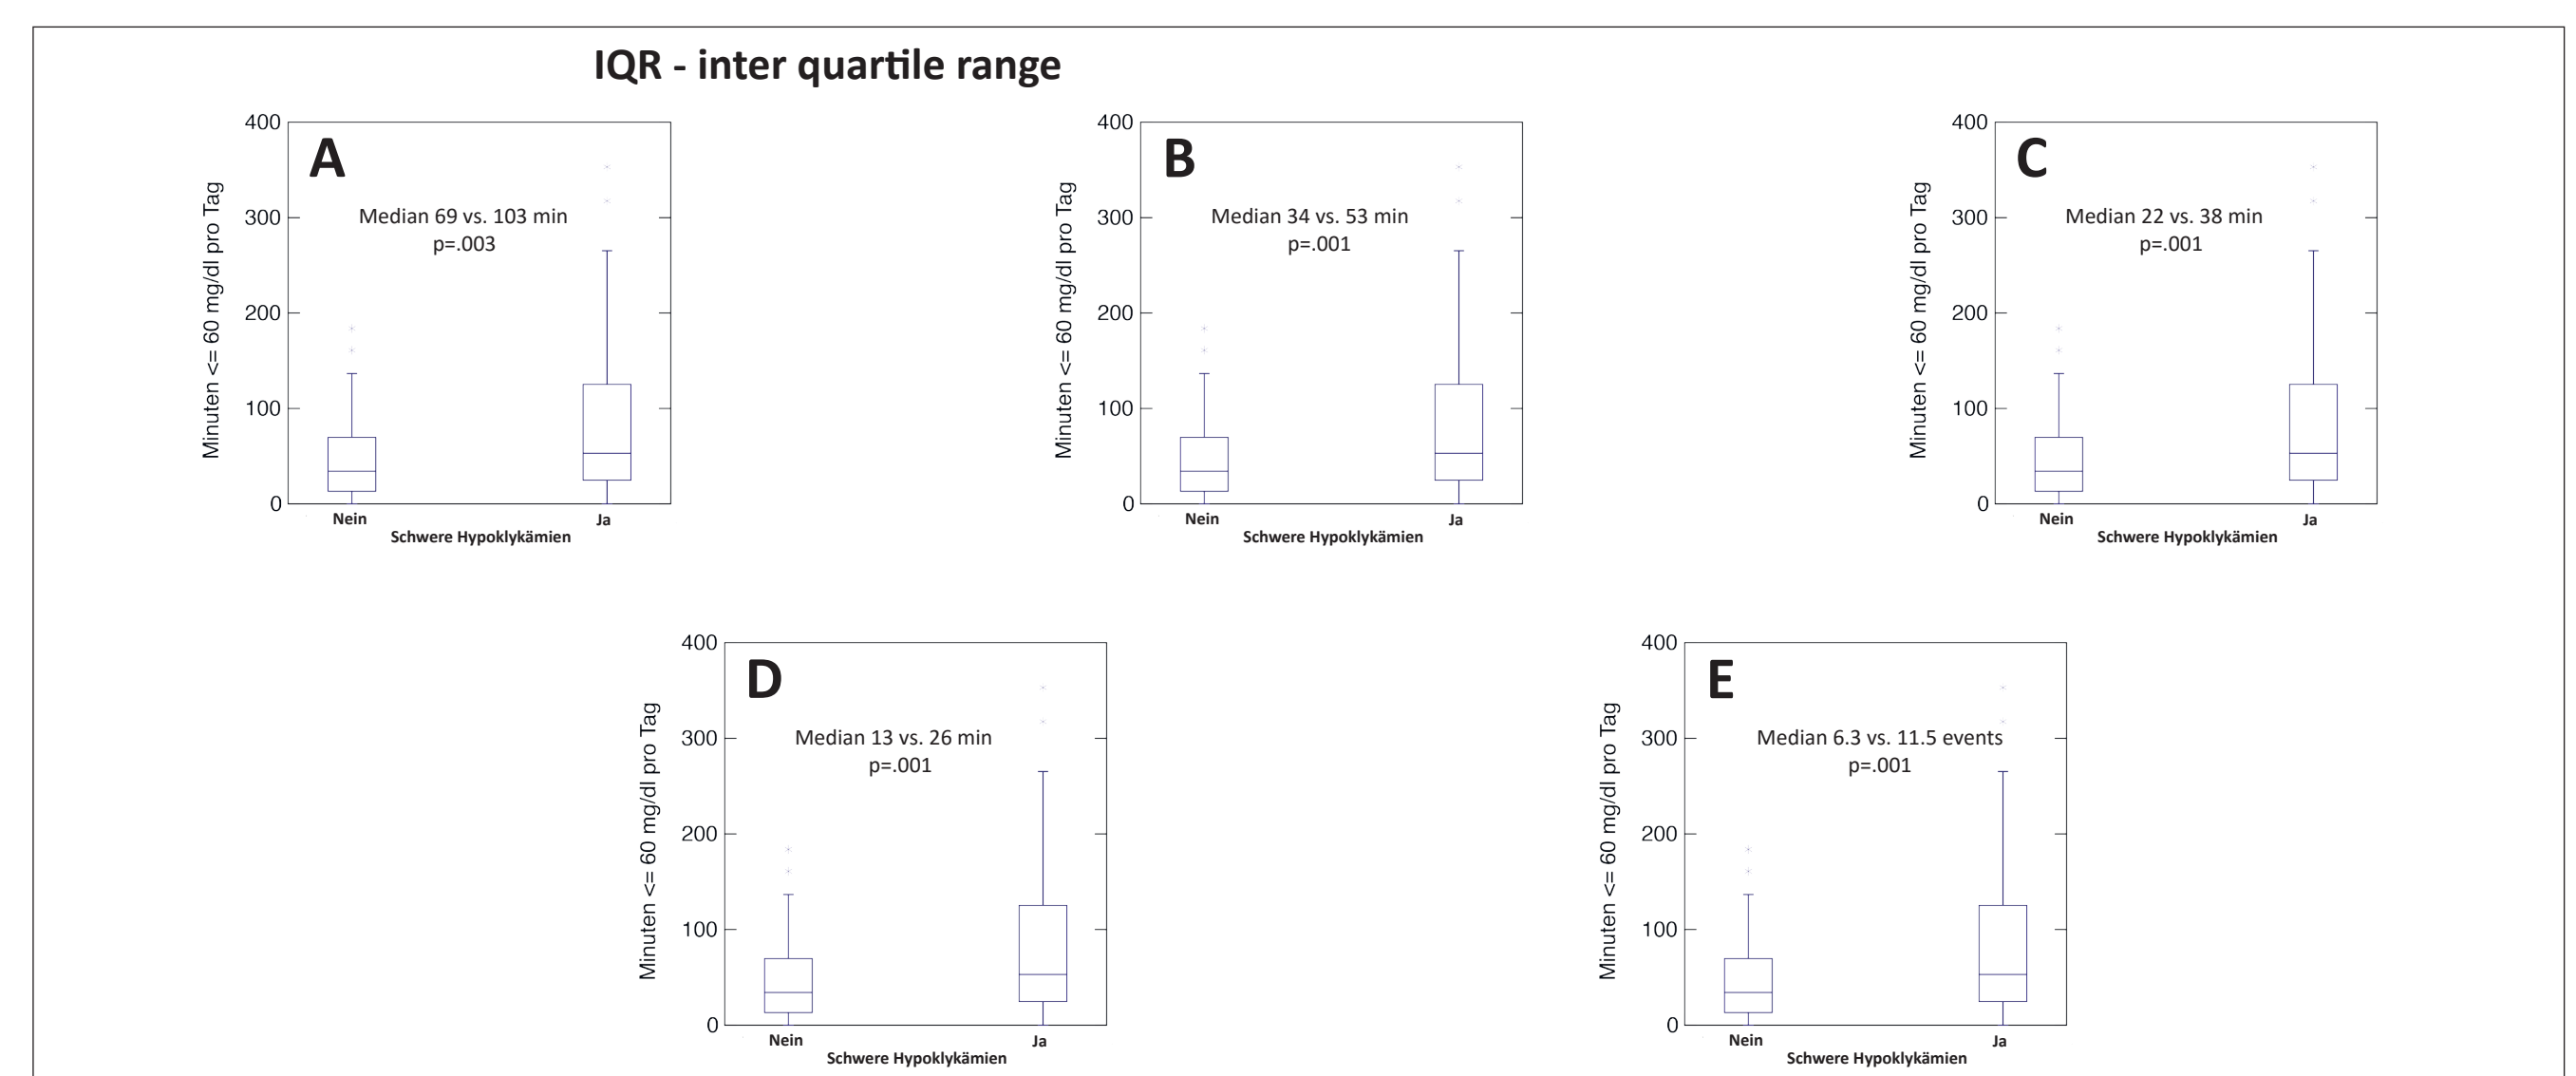 IQR - inter quartile range
A
Median 69 vs. 103 min
p=.003
Minuten <= 60 mg/dl pro Tag
400
300
200
100
0
Nein
Ja
Schwere Hypoklykämien
B
Median 34 vs. 53 min
p=.001
Minuten <= 60 mg/dl pro Tag
400
300
200
100
0
Nein
Ja
Schwere Hypoklykämien
C
Median 22 vs. 38 min
p=.001
Minuten <= 60 mg/dl pro Tag
400
300
200
100
0
Nein
Ja
Schwere Hypoklykämien
D
Median 13 vs. 26 min
p=.001
Minuten <= 60 mg/dl pro Tag
400
300
200
100
0
Nein
Ja
Schwere Hypoklykämien
E
Median 6.3 vs. 11.5 events
p=.001
Minuten <= 60 mg/dl pro Tag
400
300
200
100
0
Nein
Ja
Schwere Hypoklykämien